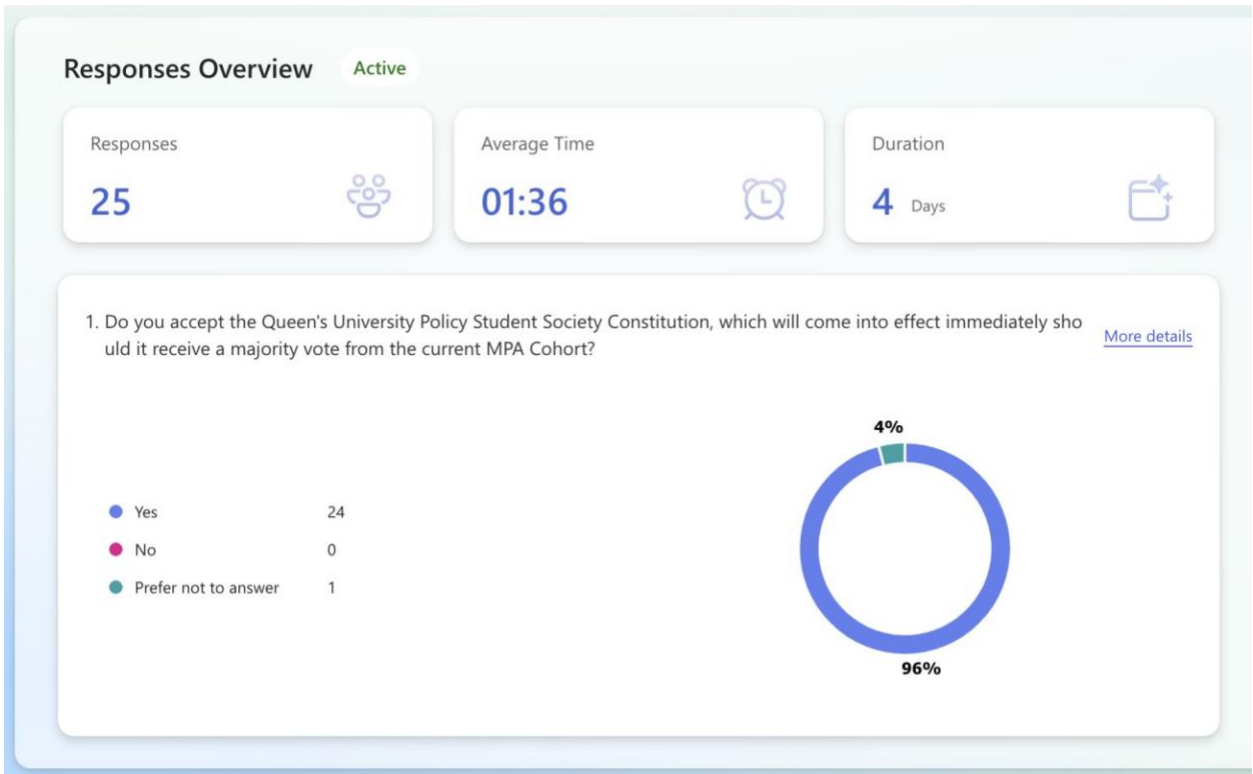 Responses Overview Active
Responses
25
Average Time
01:36
Duration
4 Days
1. Do you accept the Queen's University Policy Student Society Constitution, which will come into effect immediately sho
uld it receive a majority vote from the current MPA Cohort?
More details
Yes 24
No 0
Prefer not to answer 1
4%
96%